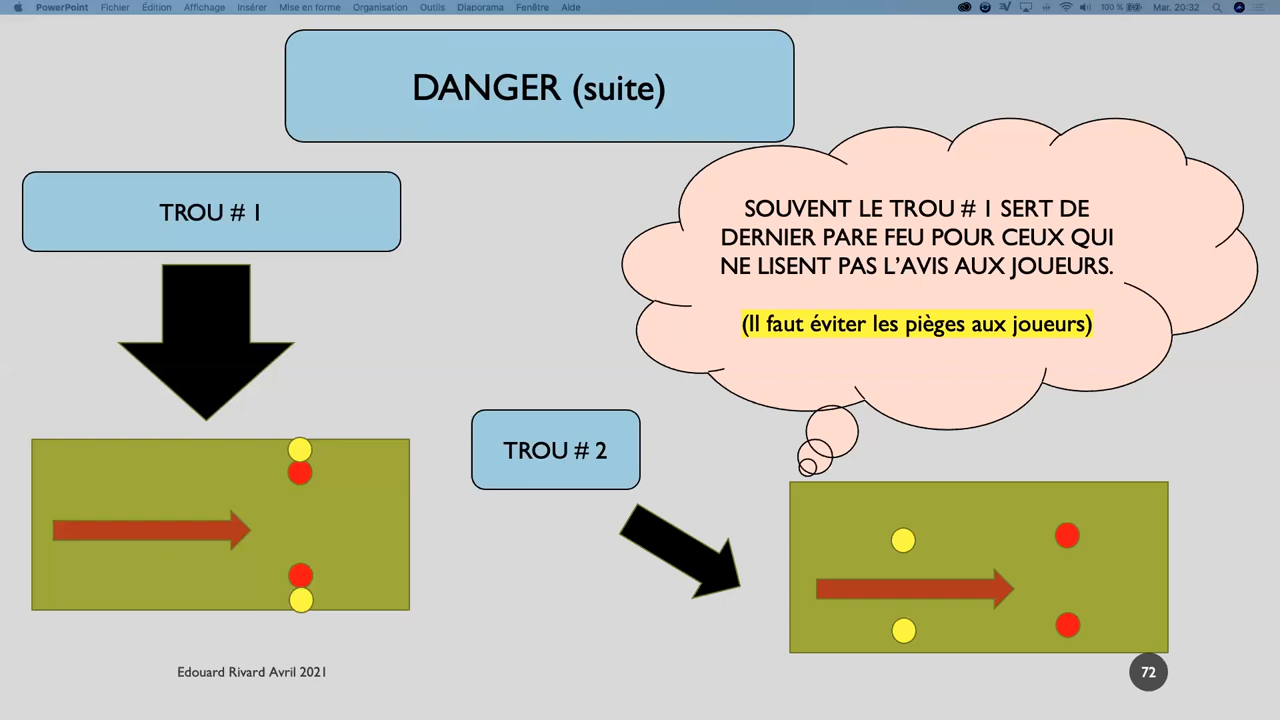 PowerPoint Fichier Édition Affichage Insérer Mise en forme Organisation Outils Diaporama Fenêtre Aide 100 % Mar. 20:32
DANGER (suite)
TROU # 1
SOUVENT LE TROU # 1 SERT DE
DERNIER PARE FEU POUR CEUX QUI
NE LISENT PAS L’AVIS AUX JOUEURS.
(Il faut éviter les pièges aux joueurs)
TROU # 2
Edouard Rivard Avril 2021
72